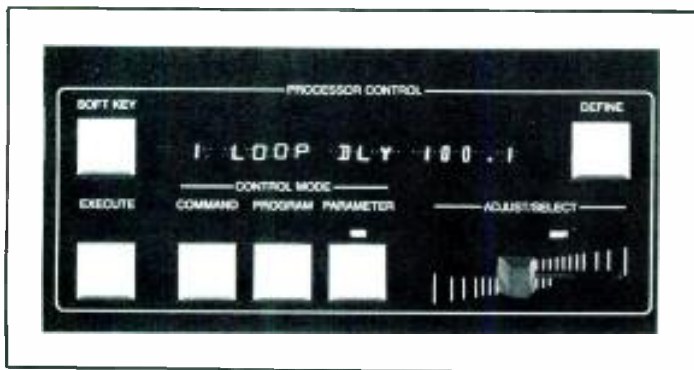 PROCESSOR CONTROL
SOFT KEY
DEFINE
1 LOOP DLY 100.1
CONTROL MODE
EXECUTE
COMMAND PROGRAM PARAMETER
ADJUST/SELECT